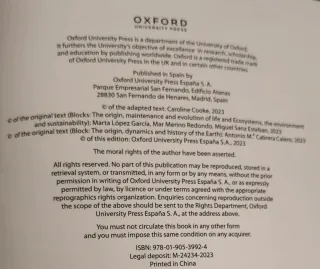 OXFORD
UNIVERSITY PRESS
Oxford University Press is a department of the University of Oxford.
It furthers the University's objective of excellence in research, scholarship,
and education by publishing worldwide. Oxford is a registered trade mark
of Oxford University Press in the UK and in certain other countries
Published in Spain by
Oxford University Press España S. A.
Parque Empresarial San Fernando, Edificio Atenas
28830 San Fernando de Henares, Madrid, Spain
© of the adapted text: Caroline Cooke, 2023
© of the original text (Blocks: The origin, maintenance and evolution of life and Ecosystems, the environment
and sustainability): Marta López García, Mar Merino Redondo, Miguel Sanz Esteban, 2023
© of the original text (Block: The origin, dynamics and history of the Earth): Antonio M.ª Cabrera Calero, 2023
© of this edition: Oxford University Press España S.A., 2023
The moral rights of the author have been asserted.
All rights reserved. No part of this publication may be reproduced, stored in a
retrieval system, or transmitted, in any form or by any means, without the prior
permission in writing of Oxford University Press España S. A., or as expressly
permitted by law, by licence or under terms agreed with the appropriate
reprographics rights organization. Enquiries concerning reproduction outside
the scope of the above should be sent to the Rights Department, Oxford
University Press España S. A., at the address above.
You must not circulate this book in any other form
and you must impose this same condition on any acquirer.
ISBN: 978-01-905-3992-4
Legal deposit: M-24234-2023
Printed in China